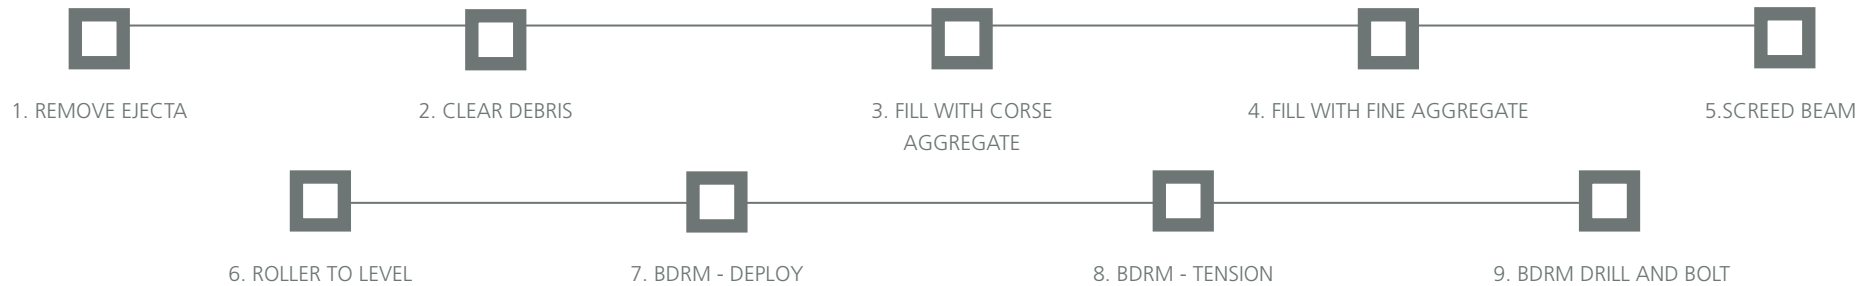 1. REMOVE EJECTA
2. CLEAR DEBRIS
3. FILL WITH CORSE
AGGREGATE
4. FILL WITH FINE AGGREGATE
5.SCREED BEAM
6. ROLLER TO LEVEL
7. BDRM - DEPLOY
8. BDRM - TENSION
9. BDRM DRILL AND BOLT